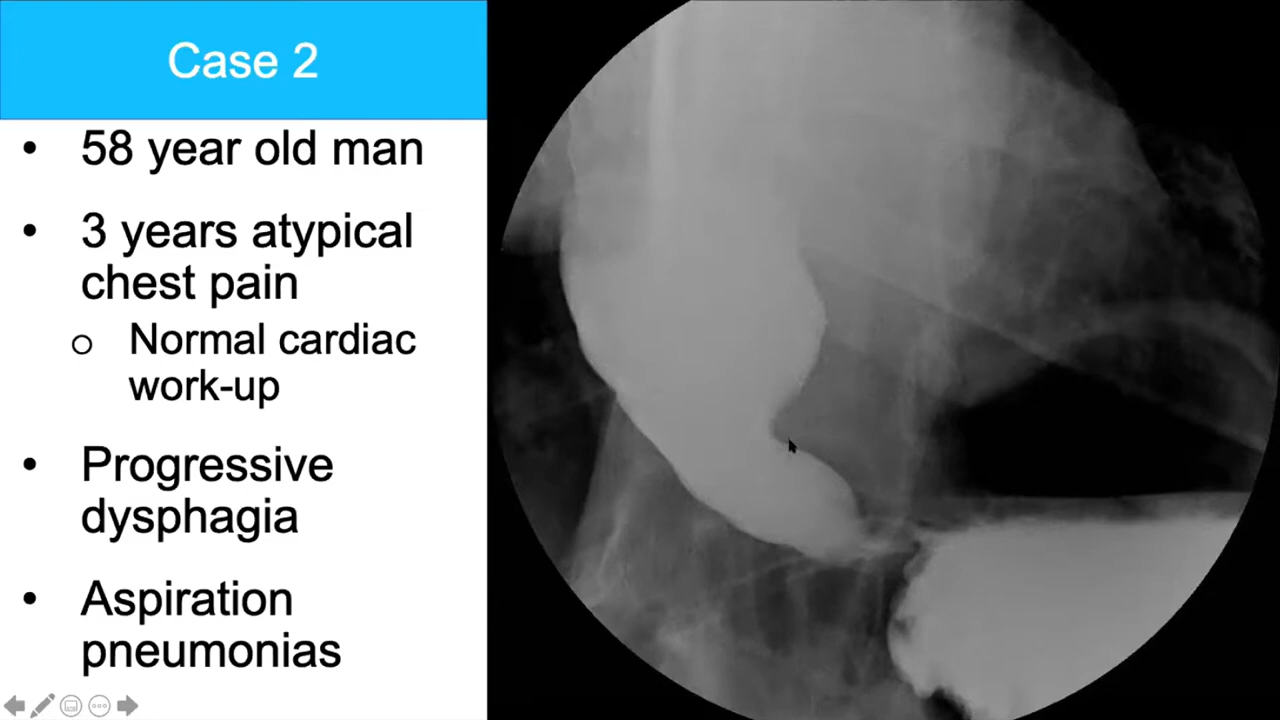 Case 2
• 58 year old man
• 3 years atypical
chest pain
o Normal cardiac
work-up
• Progressive
dysphagia
• Aspiration
pneumonias